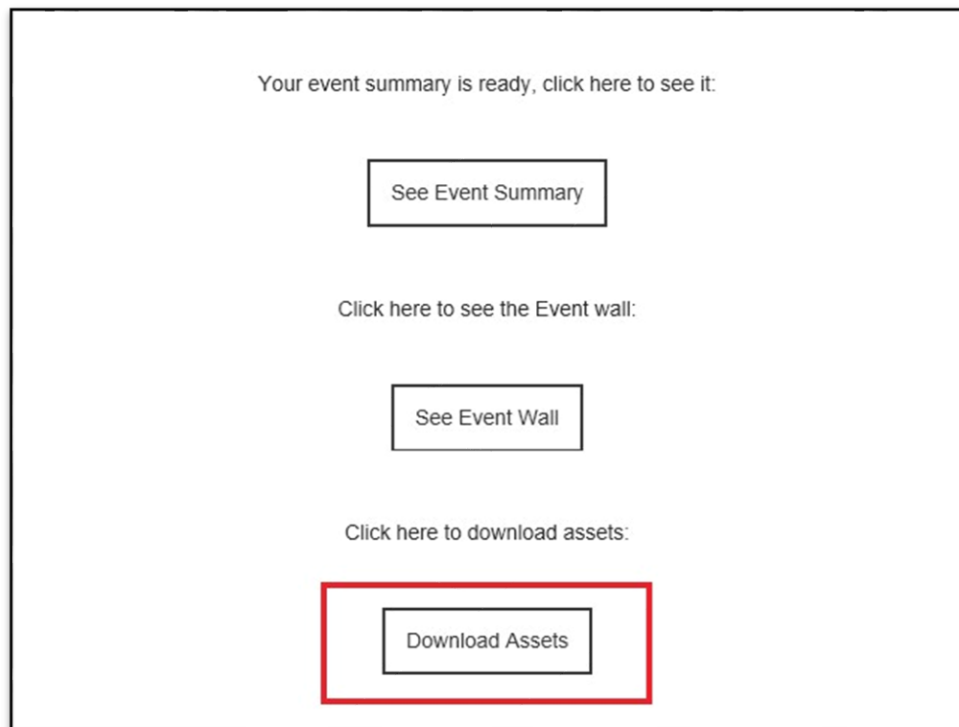 Your event summary is ready, click here to see it:
See Event Summary
Click here to see the Event wall:
See Event Wall
Click here to download assets:
Download Assets